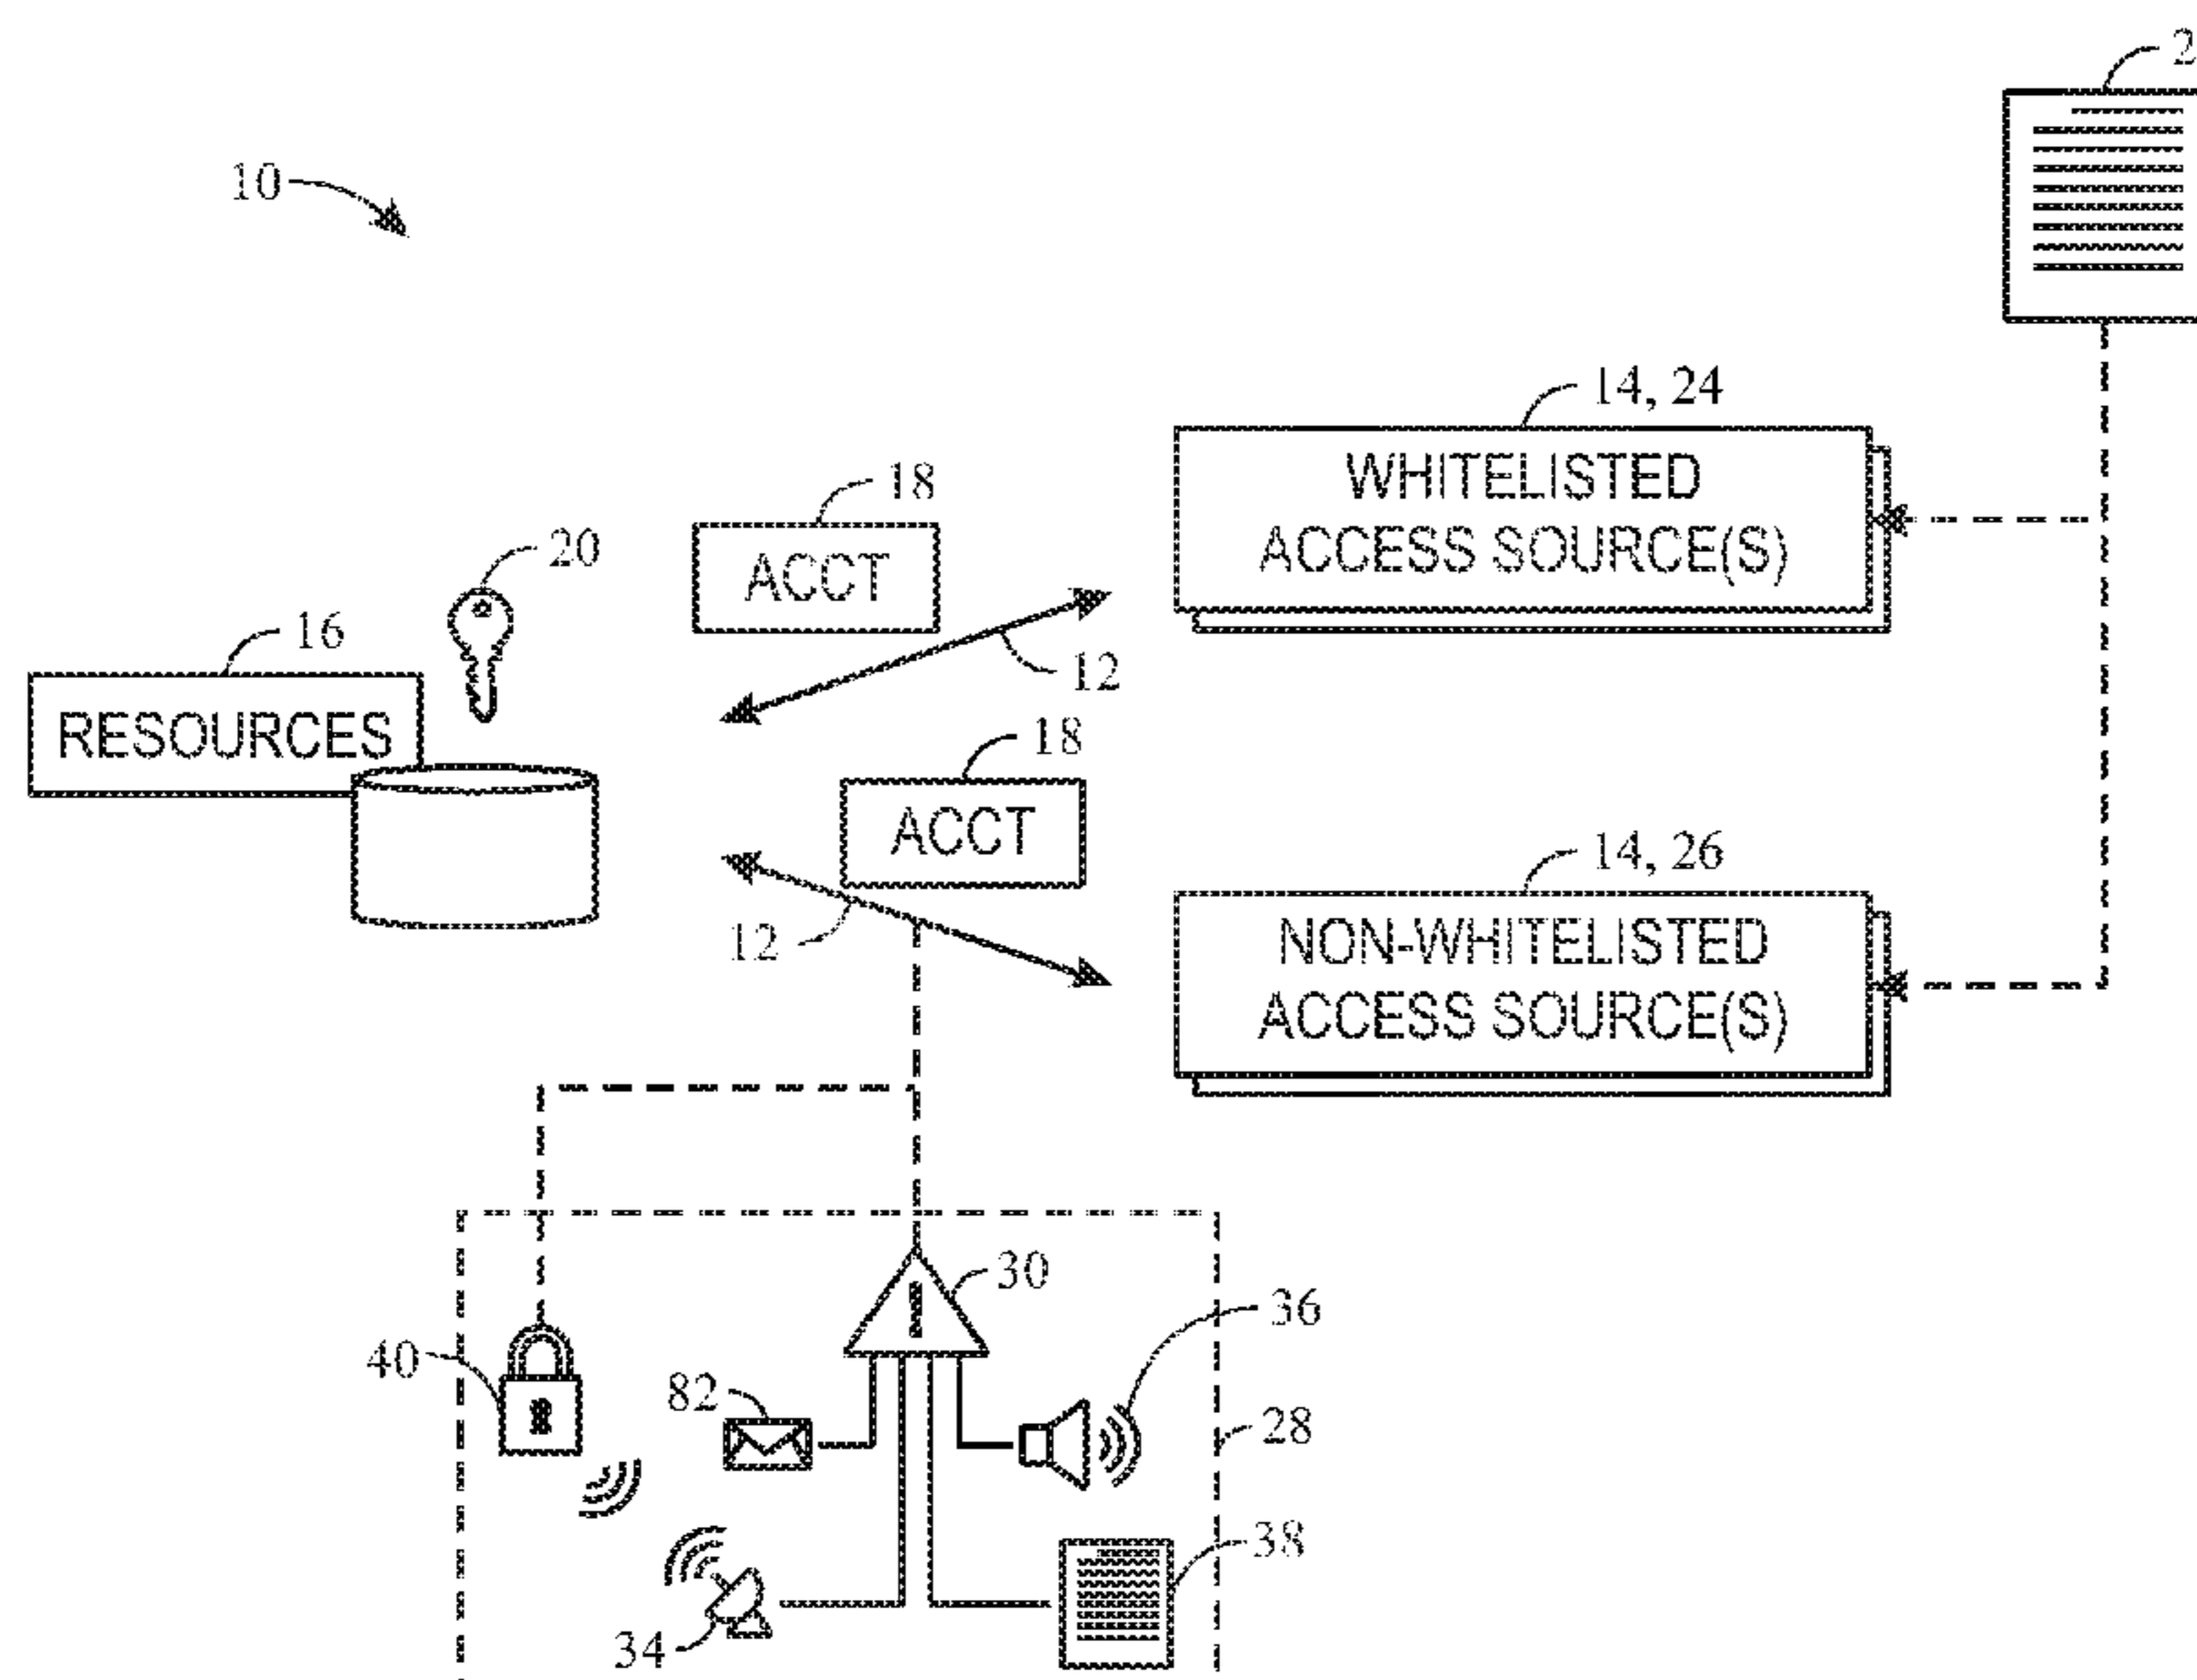 2
10
14, 24
WHITELISTED
ACCESS SOURCE(S)
18
ACCT
20
16
RESOURCES
12
18
ACCT
14, 26
12
NON-WHITELISTED
ACCESS SOURCE(S)
30
36
40
82
28
38
34